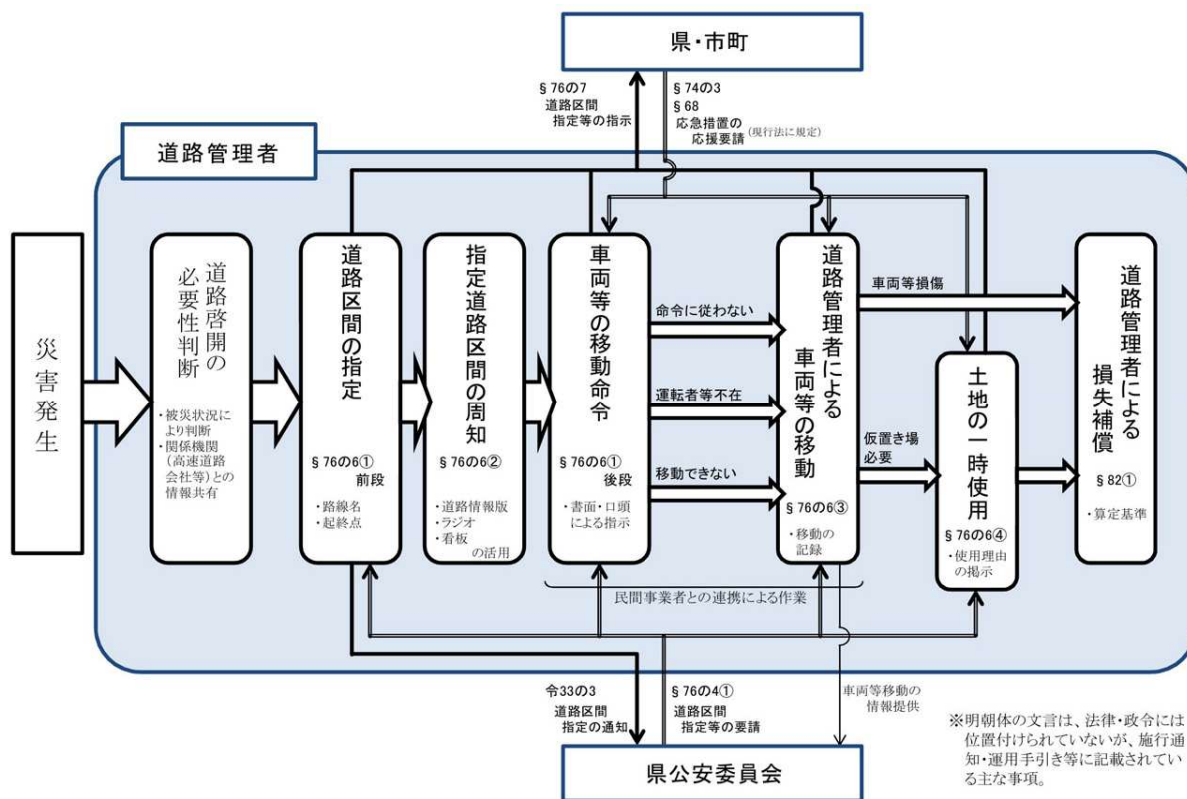 県・市町
§76の7
道路区間
指定等の指示
§74の3
§68
応急措置の
応援要請
(現行法に規定)
道路管理者
災害発生
道路啓開の
必要性判断
・被災状況に
より判断
・関係機関
(高速道路
会社等)との
情報共有
道路区間の指定
§76の6①
前段
・路線名
・起終点
指定道路区間の周知
§76の6②
・道路情報版
・ラジオ
・看板
の活用
車両等の移動命令
§76の6①
後段
・書面・口頭
による指示
命令に従わない
運転者等不在
移動できない
道路管理者による
車両等の移動
§76の6③
・移動の
記録
車両等損傷
仮置き場
必要
土地の一時使用
§76の6④
・使用理由
の掲示
道路管理者による
損失補償
§82①
・算定基準
民間事業者との連携による作業
令33の3
道路区間
指定の通知
§76の4①
道路区間
指定等の要請
車両等移動の
情報提供
県公安委員会
※明朝体の文言は、法律・政令には
位置付けられていないが、施行通
知・運用手引き等に記載されてい
る主な事項。